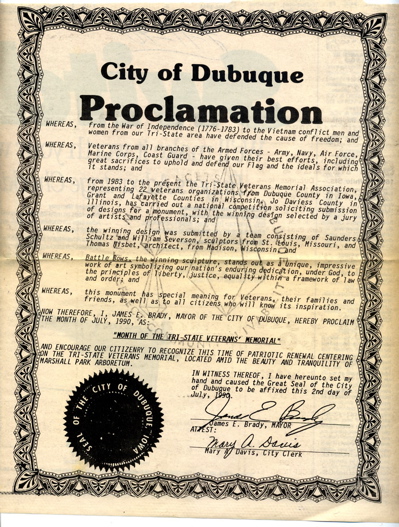 City of Dubuque
Proclamation
WHEREAS, from the War of Independence (1776-1783) to the Vietnam conflict men and
women from our Tri-State area have defended the cause of freedom; and
WHEREAS, Veterans from all branches of the Armed Forces - Army, Navy, Air Force,
Marine Corps, Coast Guard - have given their best efforts, including
great sacrifices to uphold and defend our Flag and the ideals for which
it stands; and
WHEREAS, from 1983 to the present the Tri-State Veterans Memorial Association,
representing 22 veterans organizations from Dubuque County in Iowa,
Grant and Lafayette Counties in Wisconsin, Jo Daviess County in
Illinois, has carried out a national competition soliciting submission
of designs for a monument, with the winning design selected by a jury
of artists and professionals; and
WHEREAS, the winning design was submitted by a team consisting of Saunders
Schultz and William Severson, sculptors from St. Louis, Missouri, and
Thomas Nisbet, architect, from Madison, Wisconsin; and
WHEREAS, Battle Rows, the winning sculpture, stands out as a unique, impressive
work of art symbolizing our nation's enduring dedication, under God, to
the principles of liberty, justice, equality within a framework of law
and order; and
WHEREAS, this monument has special meaning for Veterans, their families and
friends, as well as to all citizens who will know its inspiration.
NOW THEREFORE, I, JAMES E. BRADY, MAYOR OF THE CITY OF DUBUQUE, HEREBY PROCLAIM
THE MONTH OF JULY, 1990, AS:
"MONTH OF THE TRI-STATE VETERANS' MEMORIAL"
AND ENCOURAGE OUR CITIZENRY TO RECOGNIZE THIS TIME OF PATRIOTIC RENEWAL CENTERING
ON THE TRI-STATE VETERANS MEMORIAL, LOCATED AMID THE BEAUTY AND TRANQUILITY OF
MARSHALL PARK ARBORETUM.
IN WITNESS THEREOF, I have hereunto set my
hand and caused the Great Seal of the City
of Dubuque to be affixed this 2nd day of
July, 1990.
James E. Brady
James E. Brady, MAYOR
ATTEST:
Mary A. Davis
Mary A. Davis, City Clerk
SEAL OF THE CITY OF DUBUQUE, IOWA